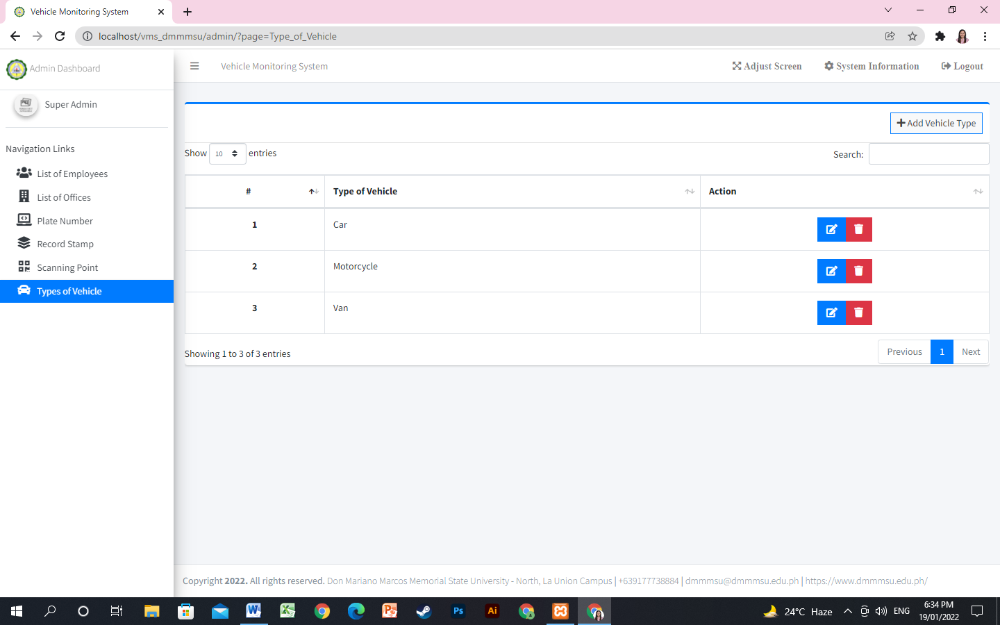 Vehicle Monitoring System
localhost/vms_dmmmsu/admin/?page=Type_of_Vehicle
Admin Dashboard
Vehicle Monitoring System
Adjust Screen
System Information
Logout
Super Admin
Navigation Links
List of Employees
List of Offices
Plate Number
Record Stamp
Scanning Point
Types of Vehicle
Add Vehicle Type
Show 10 entries
Search:
# Type of Vehicle Action
1 Car
2 Motorcycle
3 Van
Showing 1 to 3 of 3 entries
Previous 1 Next
Copyright 2022. All rights reserved. Don Mariano Marcos Memorial State University - North, La Union Campus | +639177738884 | dmmmsu@dmmmsu.edu.ph | https://www.dmmmsu.edu.ph/
Ps
Ai
24°C Haze
ENG
6:34 PM
19/01/2022